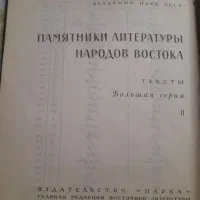 АКАДЕМИЯ НАУК СССР
ПАМЯТНИКИ ЛИТЕРАТУРЫ
НАРОДОВ ВОСТОКА
ТЕКСТЫ
Большая серия
II
ИЗДАТЕЛЬСТВО «НАУКА»
ГЛАВНАЯ РЕДАКЦИЯ ВОСТОЧНОЙ ЛИТЕРАТУРЫ